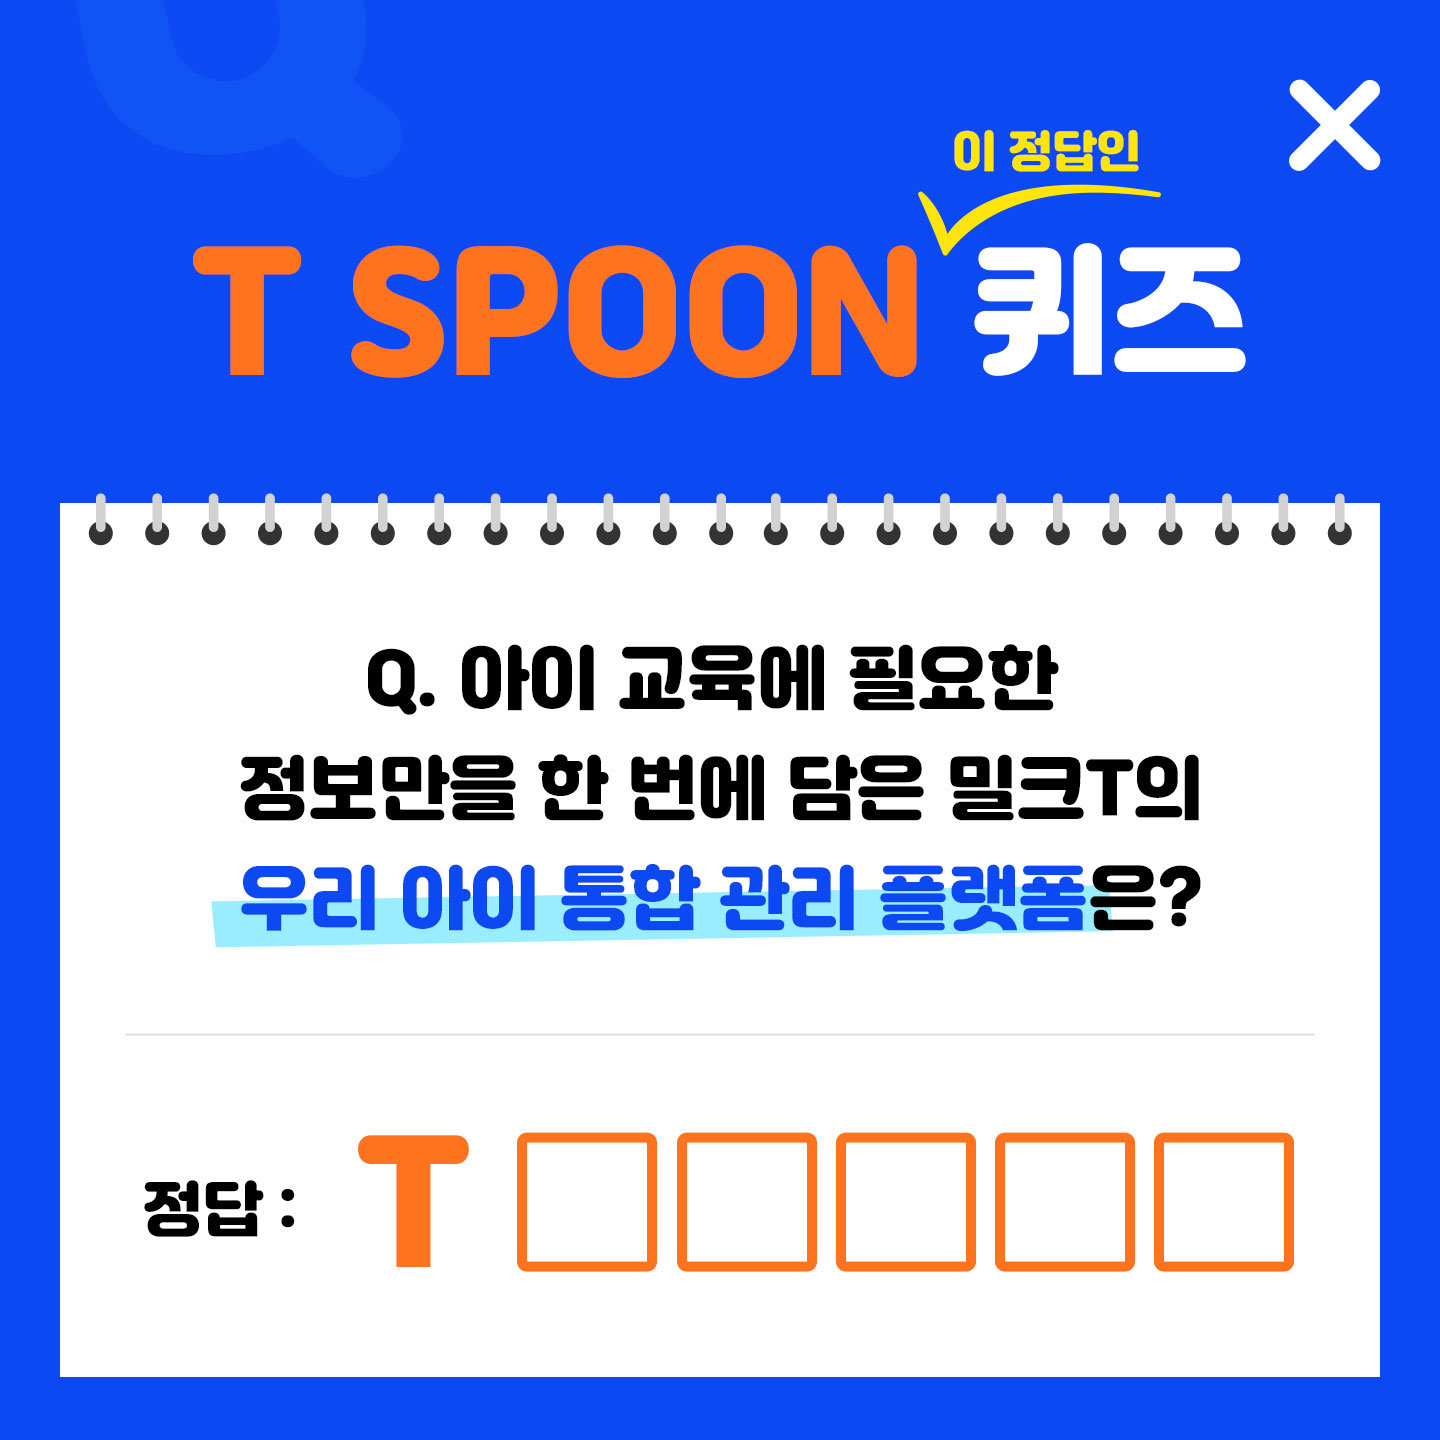 이 정답인
T SPOON 퀴즈
Q. 아이 교육에 필요한
정보만을 한 번에 담은 밀크T의
우리 아이 통합 관리 플랫폼은?
정답 : T